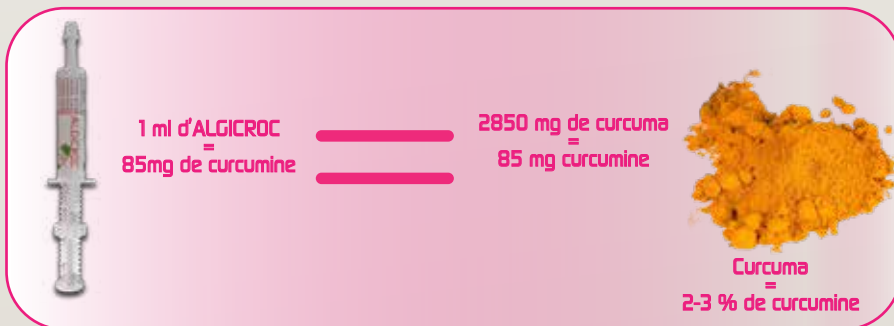 1 ml d'ALGICROC
=
85mg de curcumine
2850 mg de curcuma
=
85 mg curcumine
Curcuma
=
2-3 % de curcumine